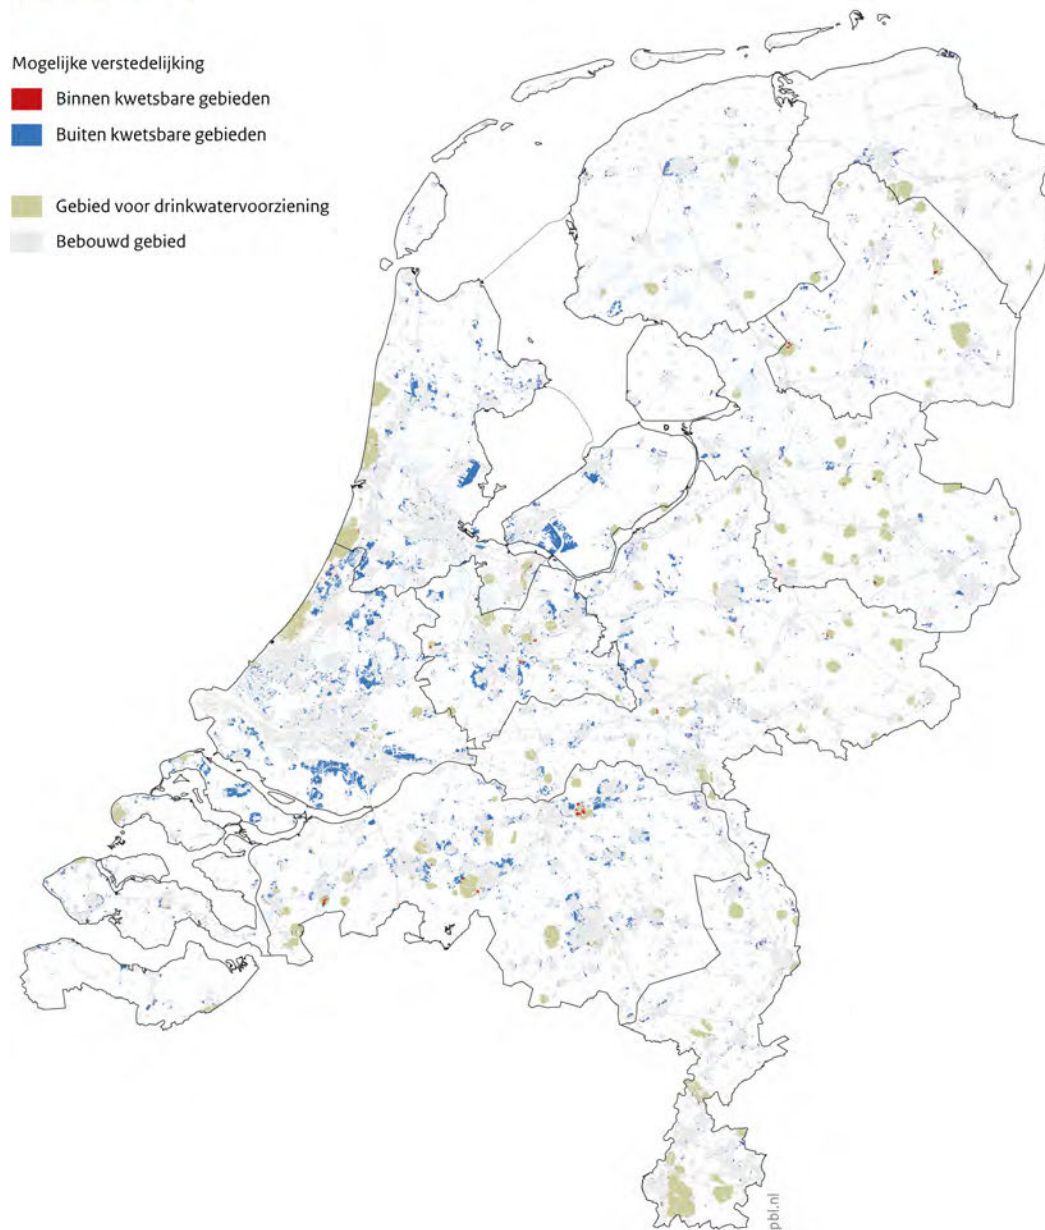 Mogelijke verstedelijking
Binnen kwetsbare gebieden
Buiten kwetsbare gebieden
Gebied voor drinkwatervoorziening
Bebouwd gebied
pbl.nl